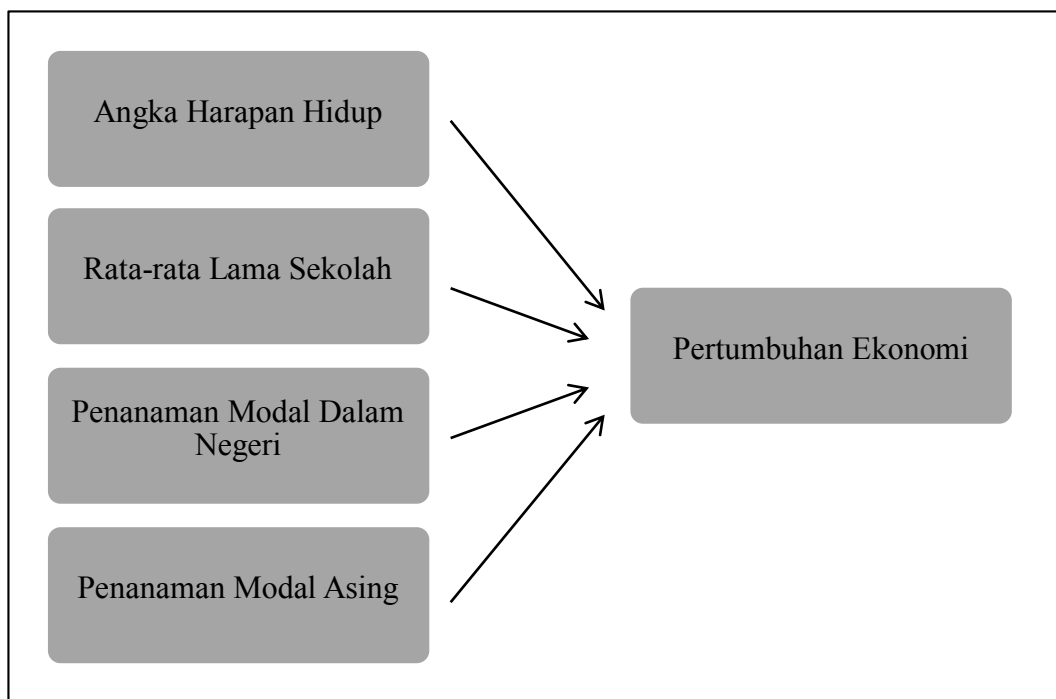 Angka Harapan Hidup
Rata-rata Lama Sekolah
Penanaman Modal Dalam
Negeri
Penanaman Modal Asing
Pertumbuhan Ekonomi